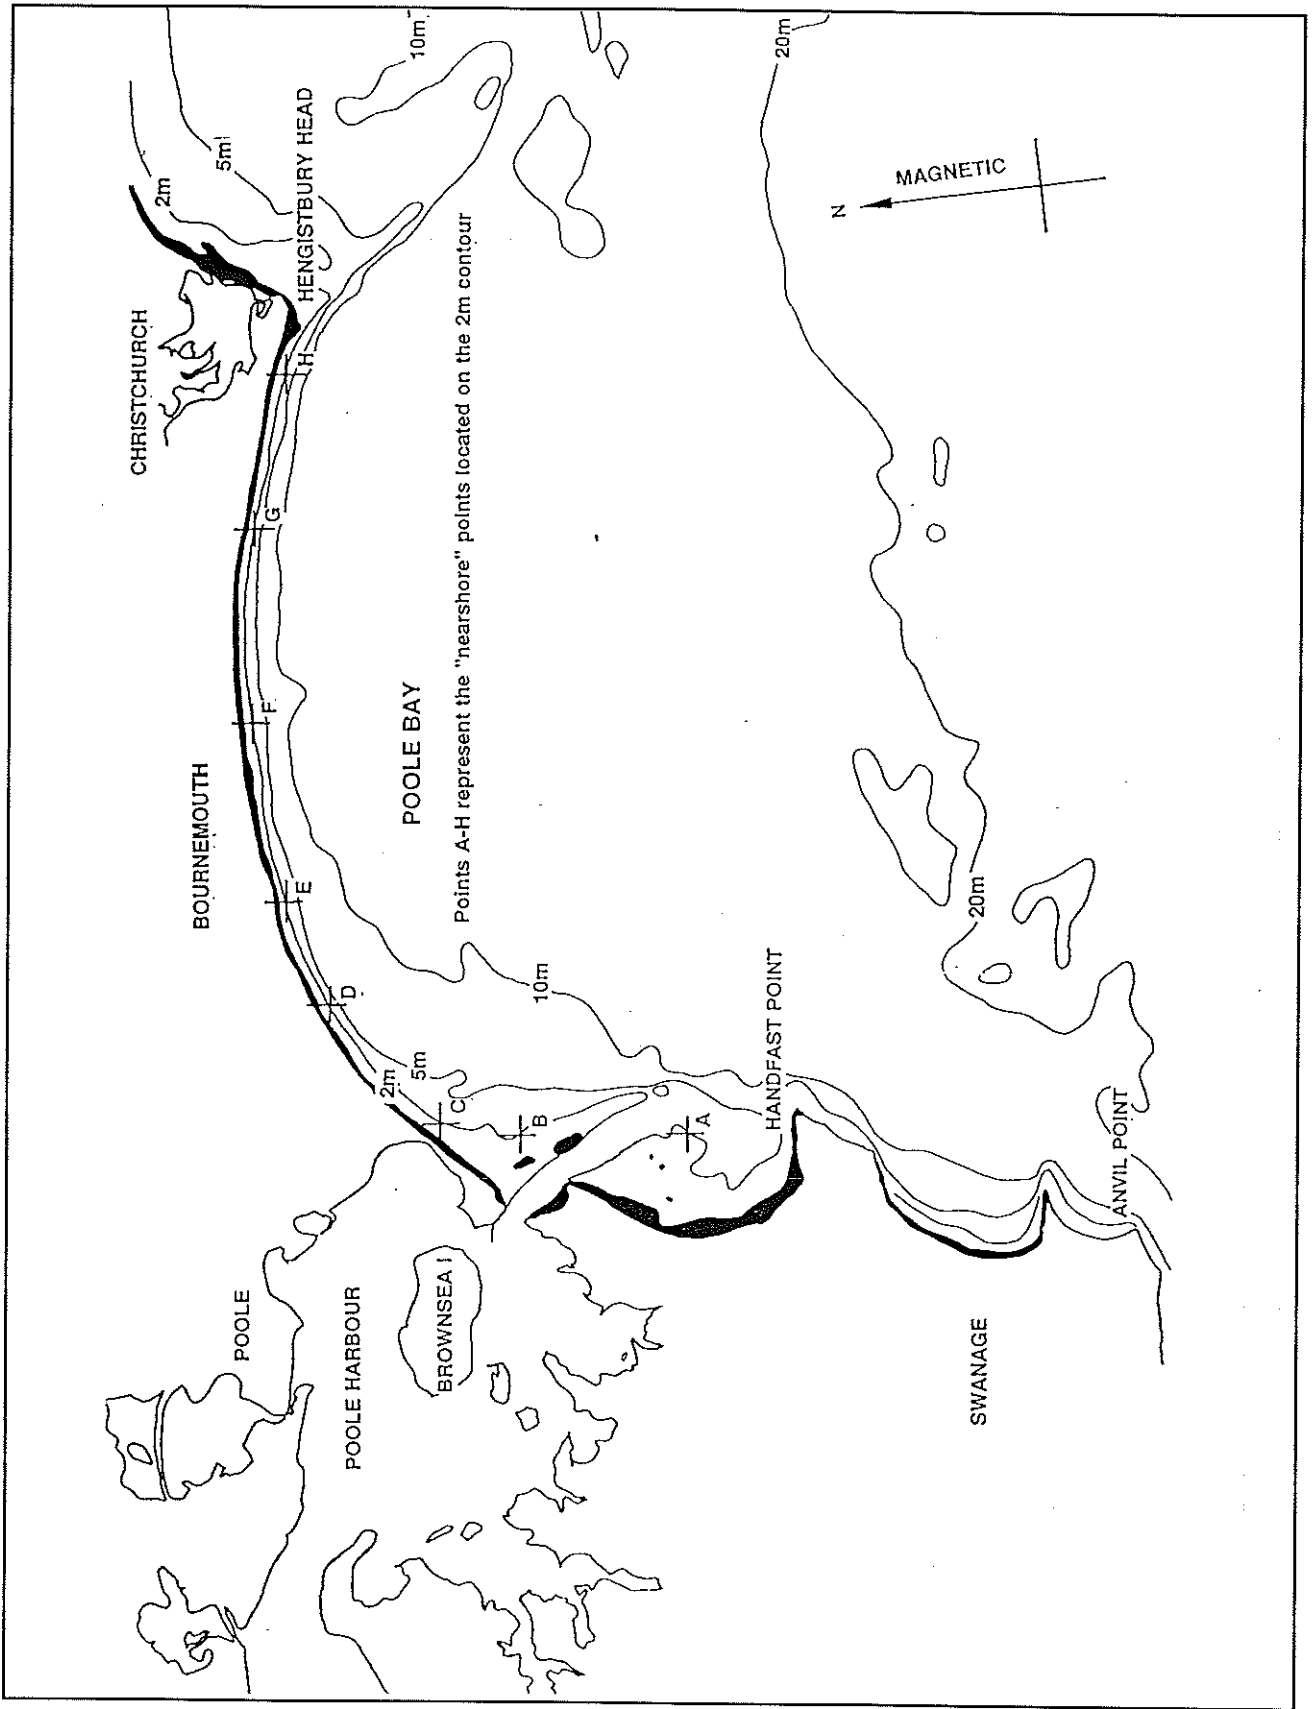 CHRISTCHURCH
HENGISTBURY HEAD
2m
5m
10m
20m
BOURNEMOUTH
POOLE BAY
Points A-H represent the "nearshore" points located on the 2m contour
MAGNETIC
N
H
G
F
E
D
C
B
A
2m
5m
10m
20m
HANDFAST POINT
ANVIL POINT
POOLE
POOLE HARBOUR
BROWNSEA I
SWANAGE